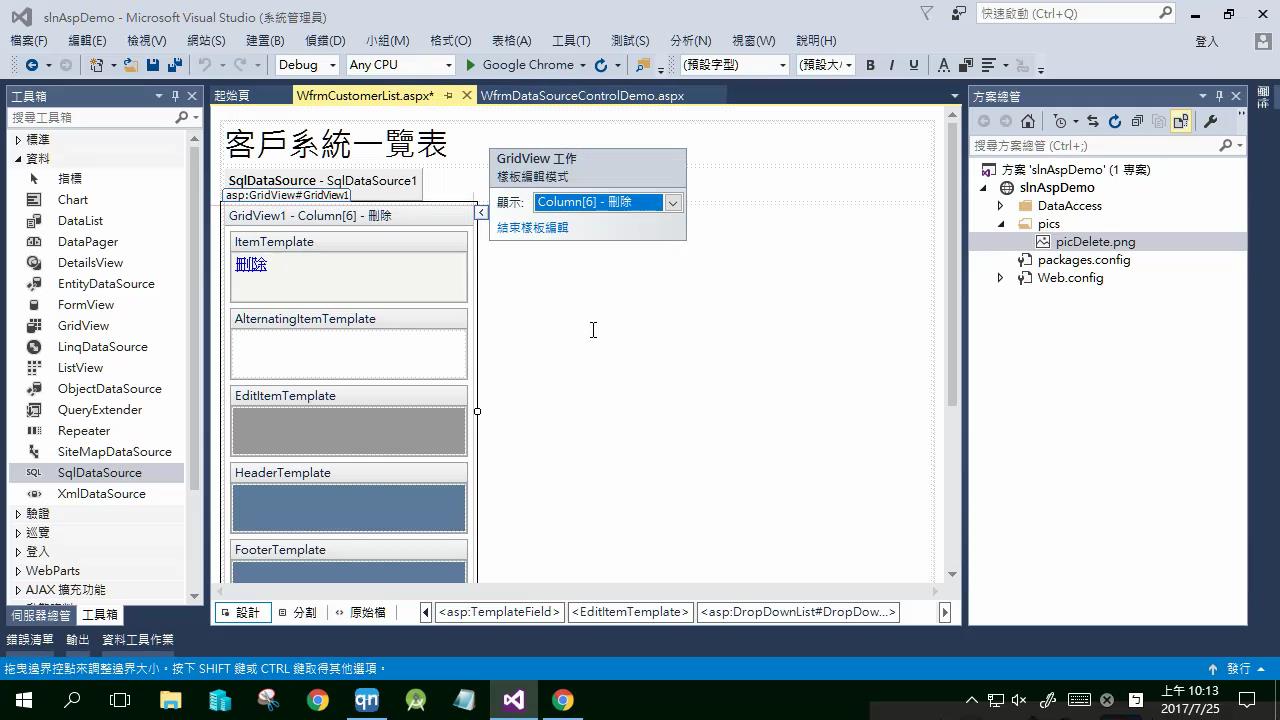 slnAspDemo - Microsoft Visual Studio (系統管理員)
快速啟動 (Ctrl+Q)
檔案(F) 編輯(E) 檢視(V) 網站(S) 建置(B) 偵錯(D) 小組(M) 格式(O) 表格(A) 工具(T) 測試(S) 分析(N) 視窗(W) 說明(H) 登入
Debug Any CPU Google Chrome (預設字型) (預設大 B I U A
工具箱
搜尋工具箱
標準
資料
指標
Chart
DataList
DataPager
DetailsView
EntityDataSource
FormView
GridView
LinqDataSource
ListView
ObjectDataSource
QueryExtender
Repeater
SiteMapDataSource
SQL SqlDataSource
XmlDataSource
驗證
巡覽
登入
WebParts
AJAX 擴充功能
伺服器總管 工具箱
起始頁 WfrmCustomerList.aspx* WfrmDataSourceControlDemo.aspx
客戶系統一覽表
SqlDataSource - SqlDataSource1
asp:GridView#GridView1
GridView1 - Column[6] - 刪除
ItemTemplate
刪除
AlternatingItemTemplate
EditItemTemplate
HeaderTemplate
FooterTemplate
GridView 工作
樣板編輯模式
顯示: Column[6] - 刪除
結束樣板編輯
設計 分割 原始檔 <asp:TemplateField> <EditItemTemplate> <asp:DropDownList#DropDow...>
方案總管
搜尋方案總管 (Ctrl+;)
方案 'slnAspDemo' (1 專案)
slnAspDemo
DataAccess
pics
picDelete.png
packages.config
Web.config
錯誤清單 輸出 資料工具作業
拖曳邊界控點來調整邊界大小。按下 SHIFT 鍵或 CTRL 鍵取得其他選項。
發行
qn
上午 10:13
2017/7/25